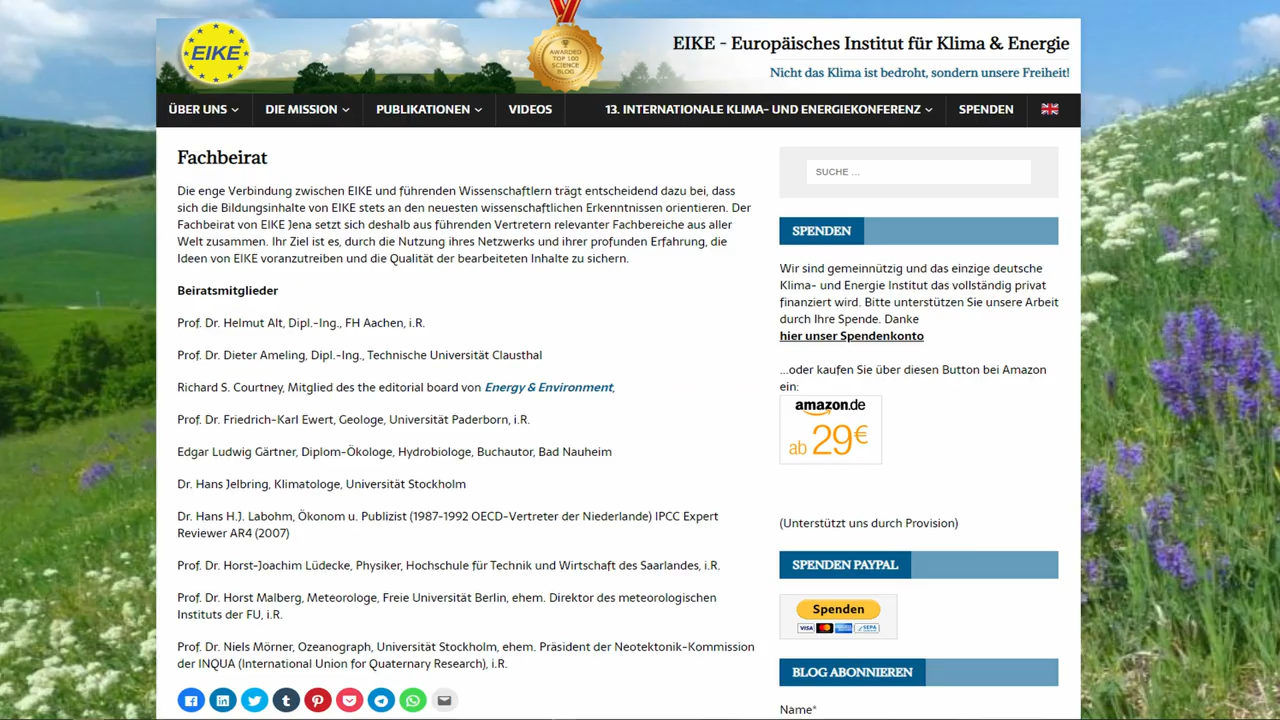 EIKE
AWARDED
TOP 100
SCIENCE
BLOG
EIKE - Europäisches Institut für Klima & Energie
Nicht das Klima ist bedroht, sondern unsere Freiheit!
ÜBER UNS
DIE MISSION
PUBLIKATIONEN
VIDEOS
13. INTERNATIONALE KLIMA- UND ENERGIEKONFERENZ
SPENDEN
Fachbeirat
Die enge Verbindung zwischen EIKE und führenden Wissenschaftlern trägt entscheidend dazu bei, dass
sich die Bildungsinhalte von EIKE stets an den neuesten wissenschaftlichen Erkenntnissen orientieren. Der
Fachbeirat von EIKE Jena setzt sich deshalb aus führenden Vertretern relevanter Fachbereiche aus aller
Welt zusammen. Ihr Ziel ist es, durch die Nutzung ihres Netzwerks und ihrer profunden Erfahrung, die
Ideen von EIKE voranzutreiben und die Qualität der bearbeiteten Inhalte zu sichern.
Beiratsmitglieder
Prof. Dr. Helmut Alt, Dipl.-Ing., FH Aachen, i.R.
Prof. Dr. Dieter Ameling, Dipl.-Ing., Technische Universität Clausthal
Richard S. Courtney, Mitglied des the editorial board von Energy & Environment,
Prof. Dr. Friedrich-Karl Ewert, Geologe, Universität Paderborn, i.R.
Edgar Ludwig Gärtner, Diplom-Ökologe, Hydrobiologe, Buchautor, Bad Nauheim
Dr. Hans Jelbring, Klimatologe, Universität Stockholm
Dr. Hans H.J. Labohm, Ökonom u. Publizist (1987-1992 OECD-Vertreter der Niederlande) IPCC Expert
Reviewer AR4 (2007)
Prof. Dr. Horst-Joachim Lüdecke, Physiker, Hochschule für Technik und Wirtschaft des Saarlandes, i.R.
Prof. Dr. Horst Malberg, Meteorologe, Freie Universität Berlin, ehem. Direktor des meteorologischen
Instituts der FU, i.R.
Prof. Dr. Niels Mörner, Ozeanograph, Universität Stockholm, ehem. Präsident der Neotektonik-Kommission
der INQUA (International Union for Quaternary Research), i.R.
SUCHE …
SPENDEN
Wir sind gemeinnützig und das einzige deutsche
Klima- und Energie Institut das vollständig privat
finanziert wird. Bitte unterstützen Sie unsere Arbeit
durch Ihre Spende. Danke
hier unser Spendenkonto
...oder kaufen Sie über diesen Button bei Amazon
ein:
amazon.de
ab 29€
(Unterstützt uns durch Provision)
SPENDEN PAYPAL
Spenden
VISA
SEPA
BLOG ABONNIEREN
Name*